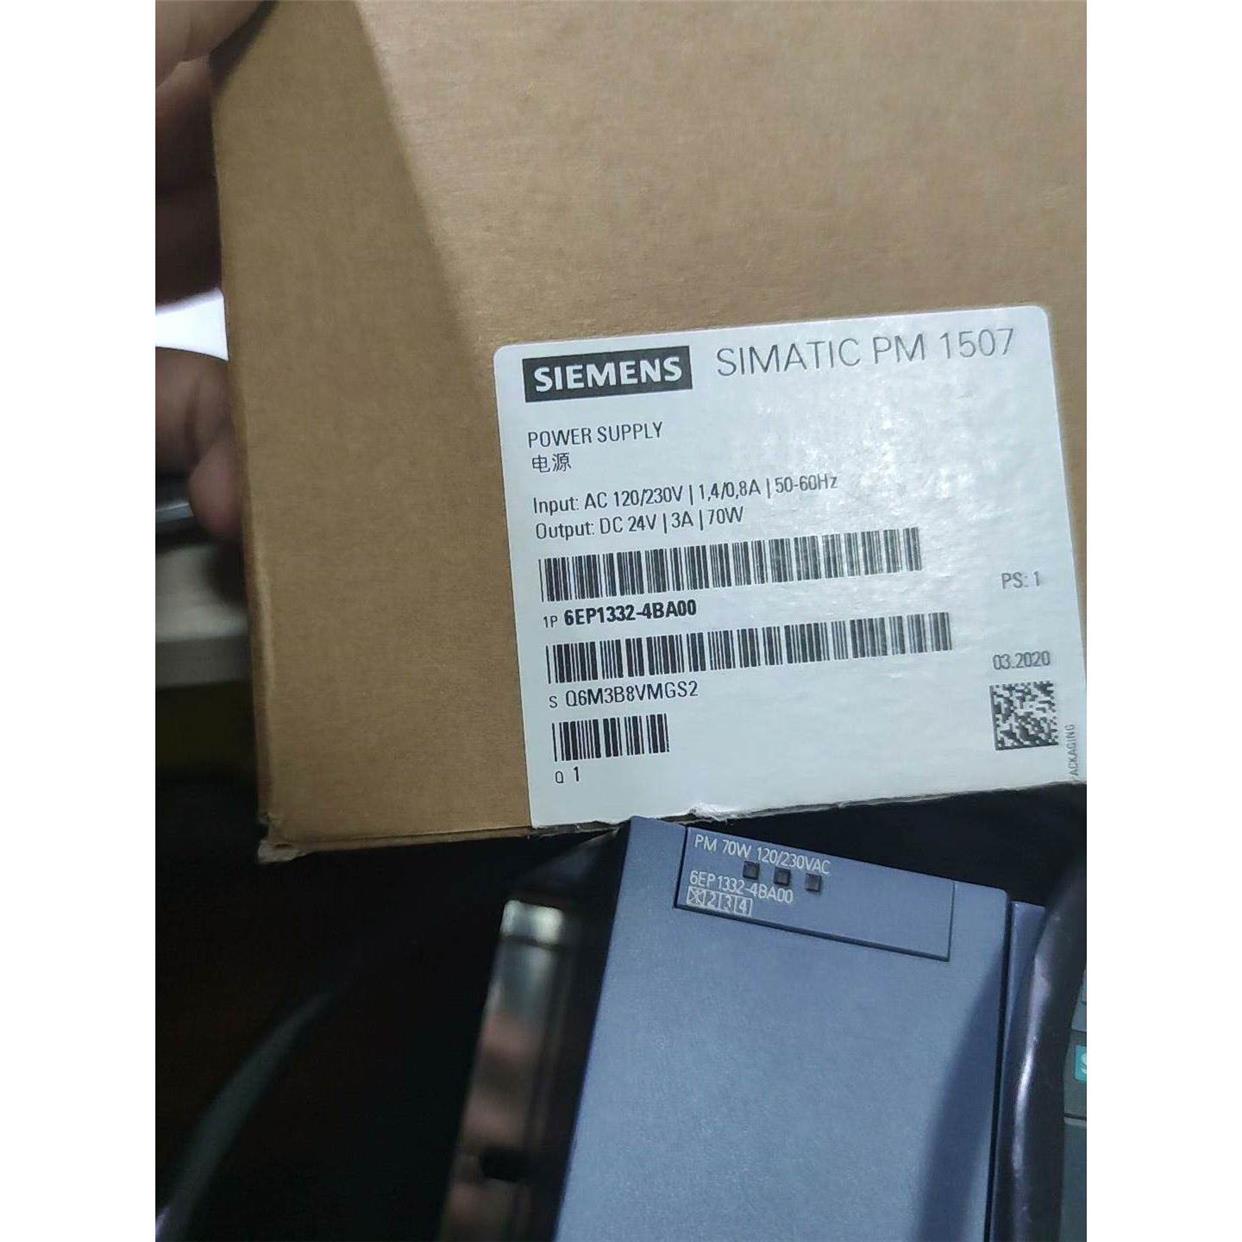 SIEMENS SIMATIC PM 1507
POWER SUPPLY
电源
Input: AC 120/230V | 1,4/0,8A | 50-60Hz
Output: DC 24V | 3A | 70W
PS: 1
1P 6EP1332-4BA00
03.2020
S Q6M3B8VMGS2
Q 1
PM 70W 120/230VAC
6EP1332-4BA00
X 2 3 4